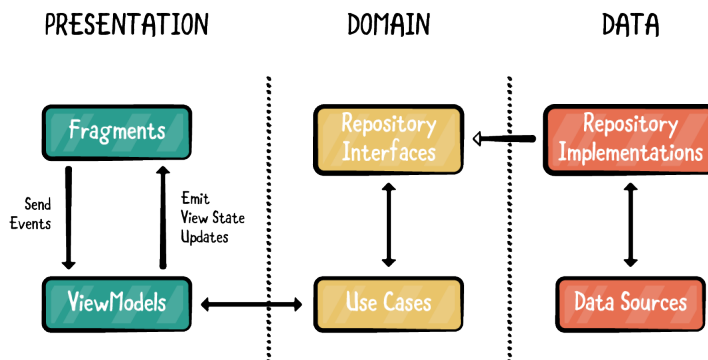 PRESENTATION
DOMAIN
DATA
Fragments
Repository
Interfaces
Repository
Implementations
Send
Events
Emit
View State
Updates
ViewModels
Use Cases
Data Sources